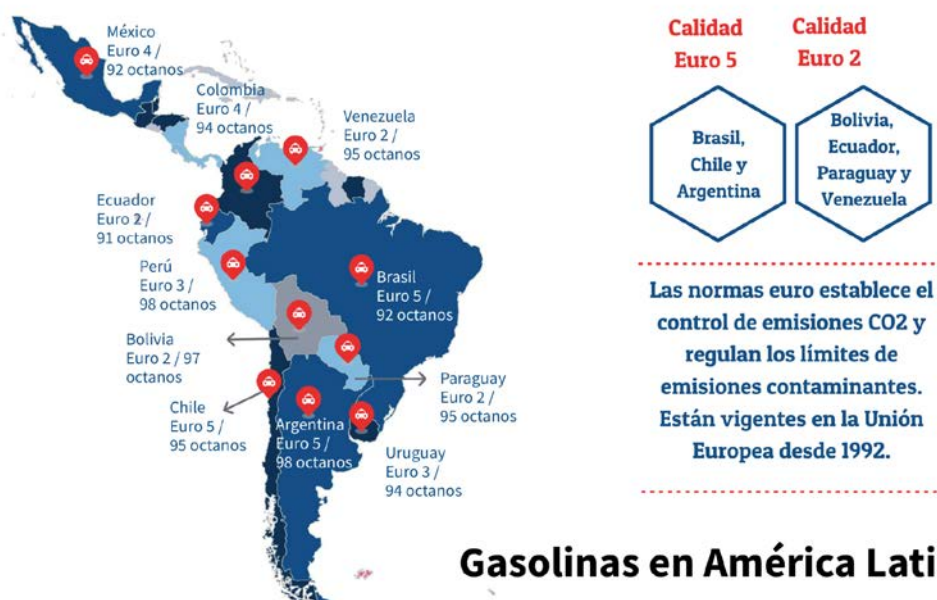 México
Euro 4 /
92 octanos
Colombia
Euro 4 /
94 octanos
Venezuela
Euro 2 /
95 octanos
Ecuador
Euro 2 /
91 octanos
Perú
Euro 3 /
98 octanos
Brasil
Euro 5 /
92 octanos
Bolivia
Euro 2 / 97
octanos
Paraguay
Euro 2 /
95 octanos
Chile
Euro 5 /
95 octanos
Argentina
Euro 5 /
98 octanos
Uruguay
Euro 3 /
94 octanos
Calidad
Euro 5
Brasil,
Chile y
Argentina
Calidad
Euro 2
Bolivia,
Ecuador,
Paraguay y
Venezuela
Las normas euro establece el
control de emisiones CO2 y
regulan los límites de
emisiones contaminantes.
Están vigentes en la Unión
Europea desde 1992.
Gasolinas en América Lati